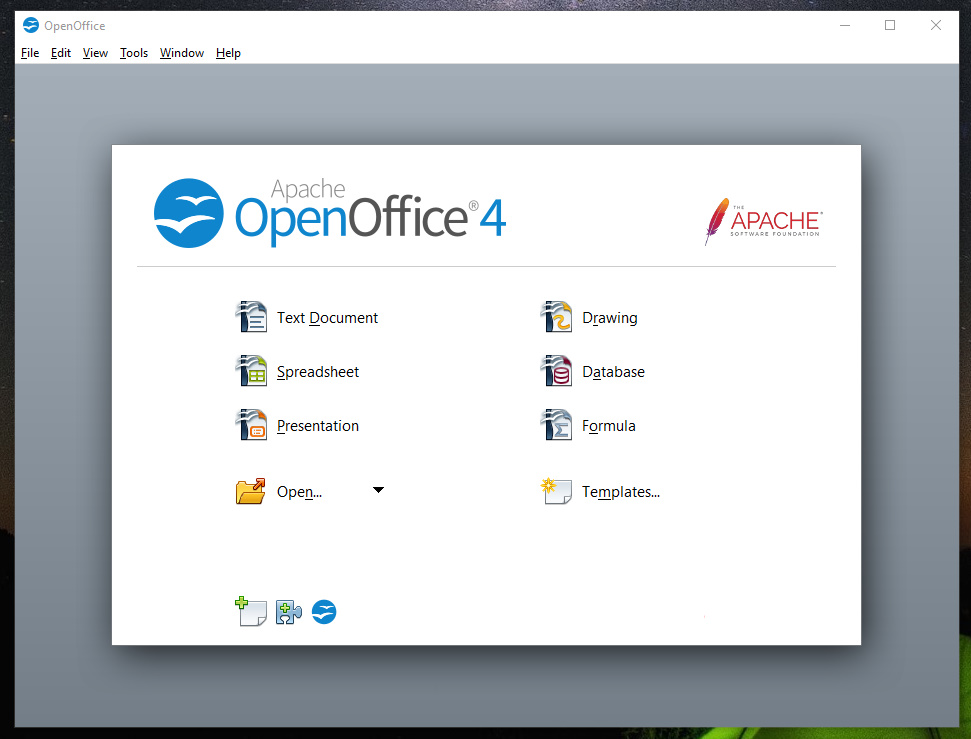 OpenOffice
File Edit View Tools Window Help
Apache
OpenOffice® 4
THE
APACHE®
SOFTWARE FOUNDATION
Text Document
Drawing
Spreadsheet
Database
Presentation
Formula
Open...
Templates...